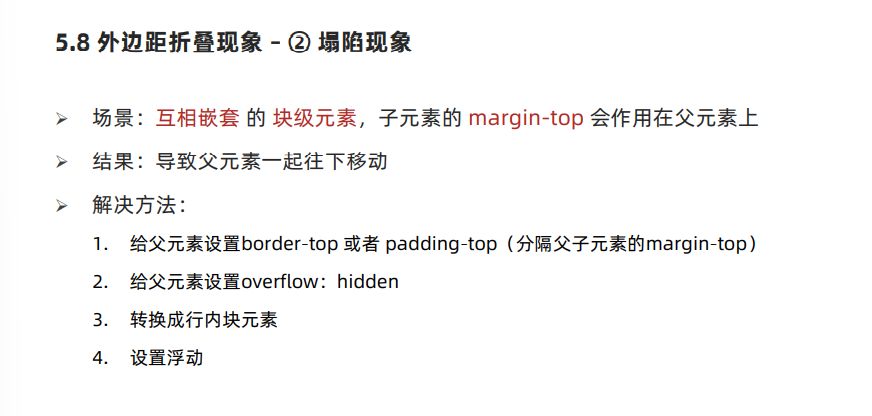 5.8 外边距折叠现象 – ② 塌陷现象
➢ 场景：互相嵌套 的 块级元素，子元素的 margin-top 会作用在父元素上
➢ 结果：导致父元素一起往下移动
➢ 解决方法：
1. 给父元素设置border-top 或者 padding-top（分隔父子元素的margin-top）
2. 给父元素设置overflow：hidden
3. 转换成行内块元素
4. 设置浮动